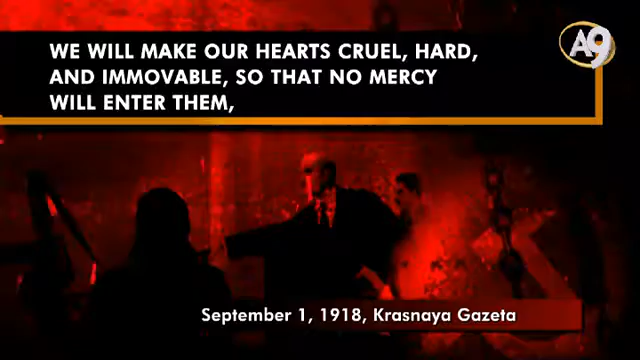 WE WILL MAKE OUR HEARTS CRUEL, HARD,
AND IMMOVABLE, SO THAT NO MERCY
WILL ENTER THEM,
A9
September 1, 1918, Krasnaya Gazeta